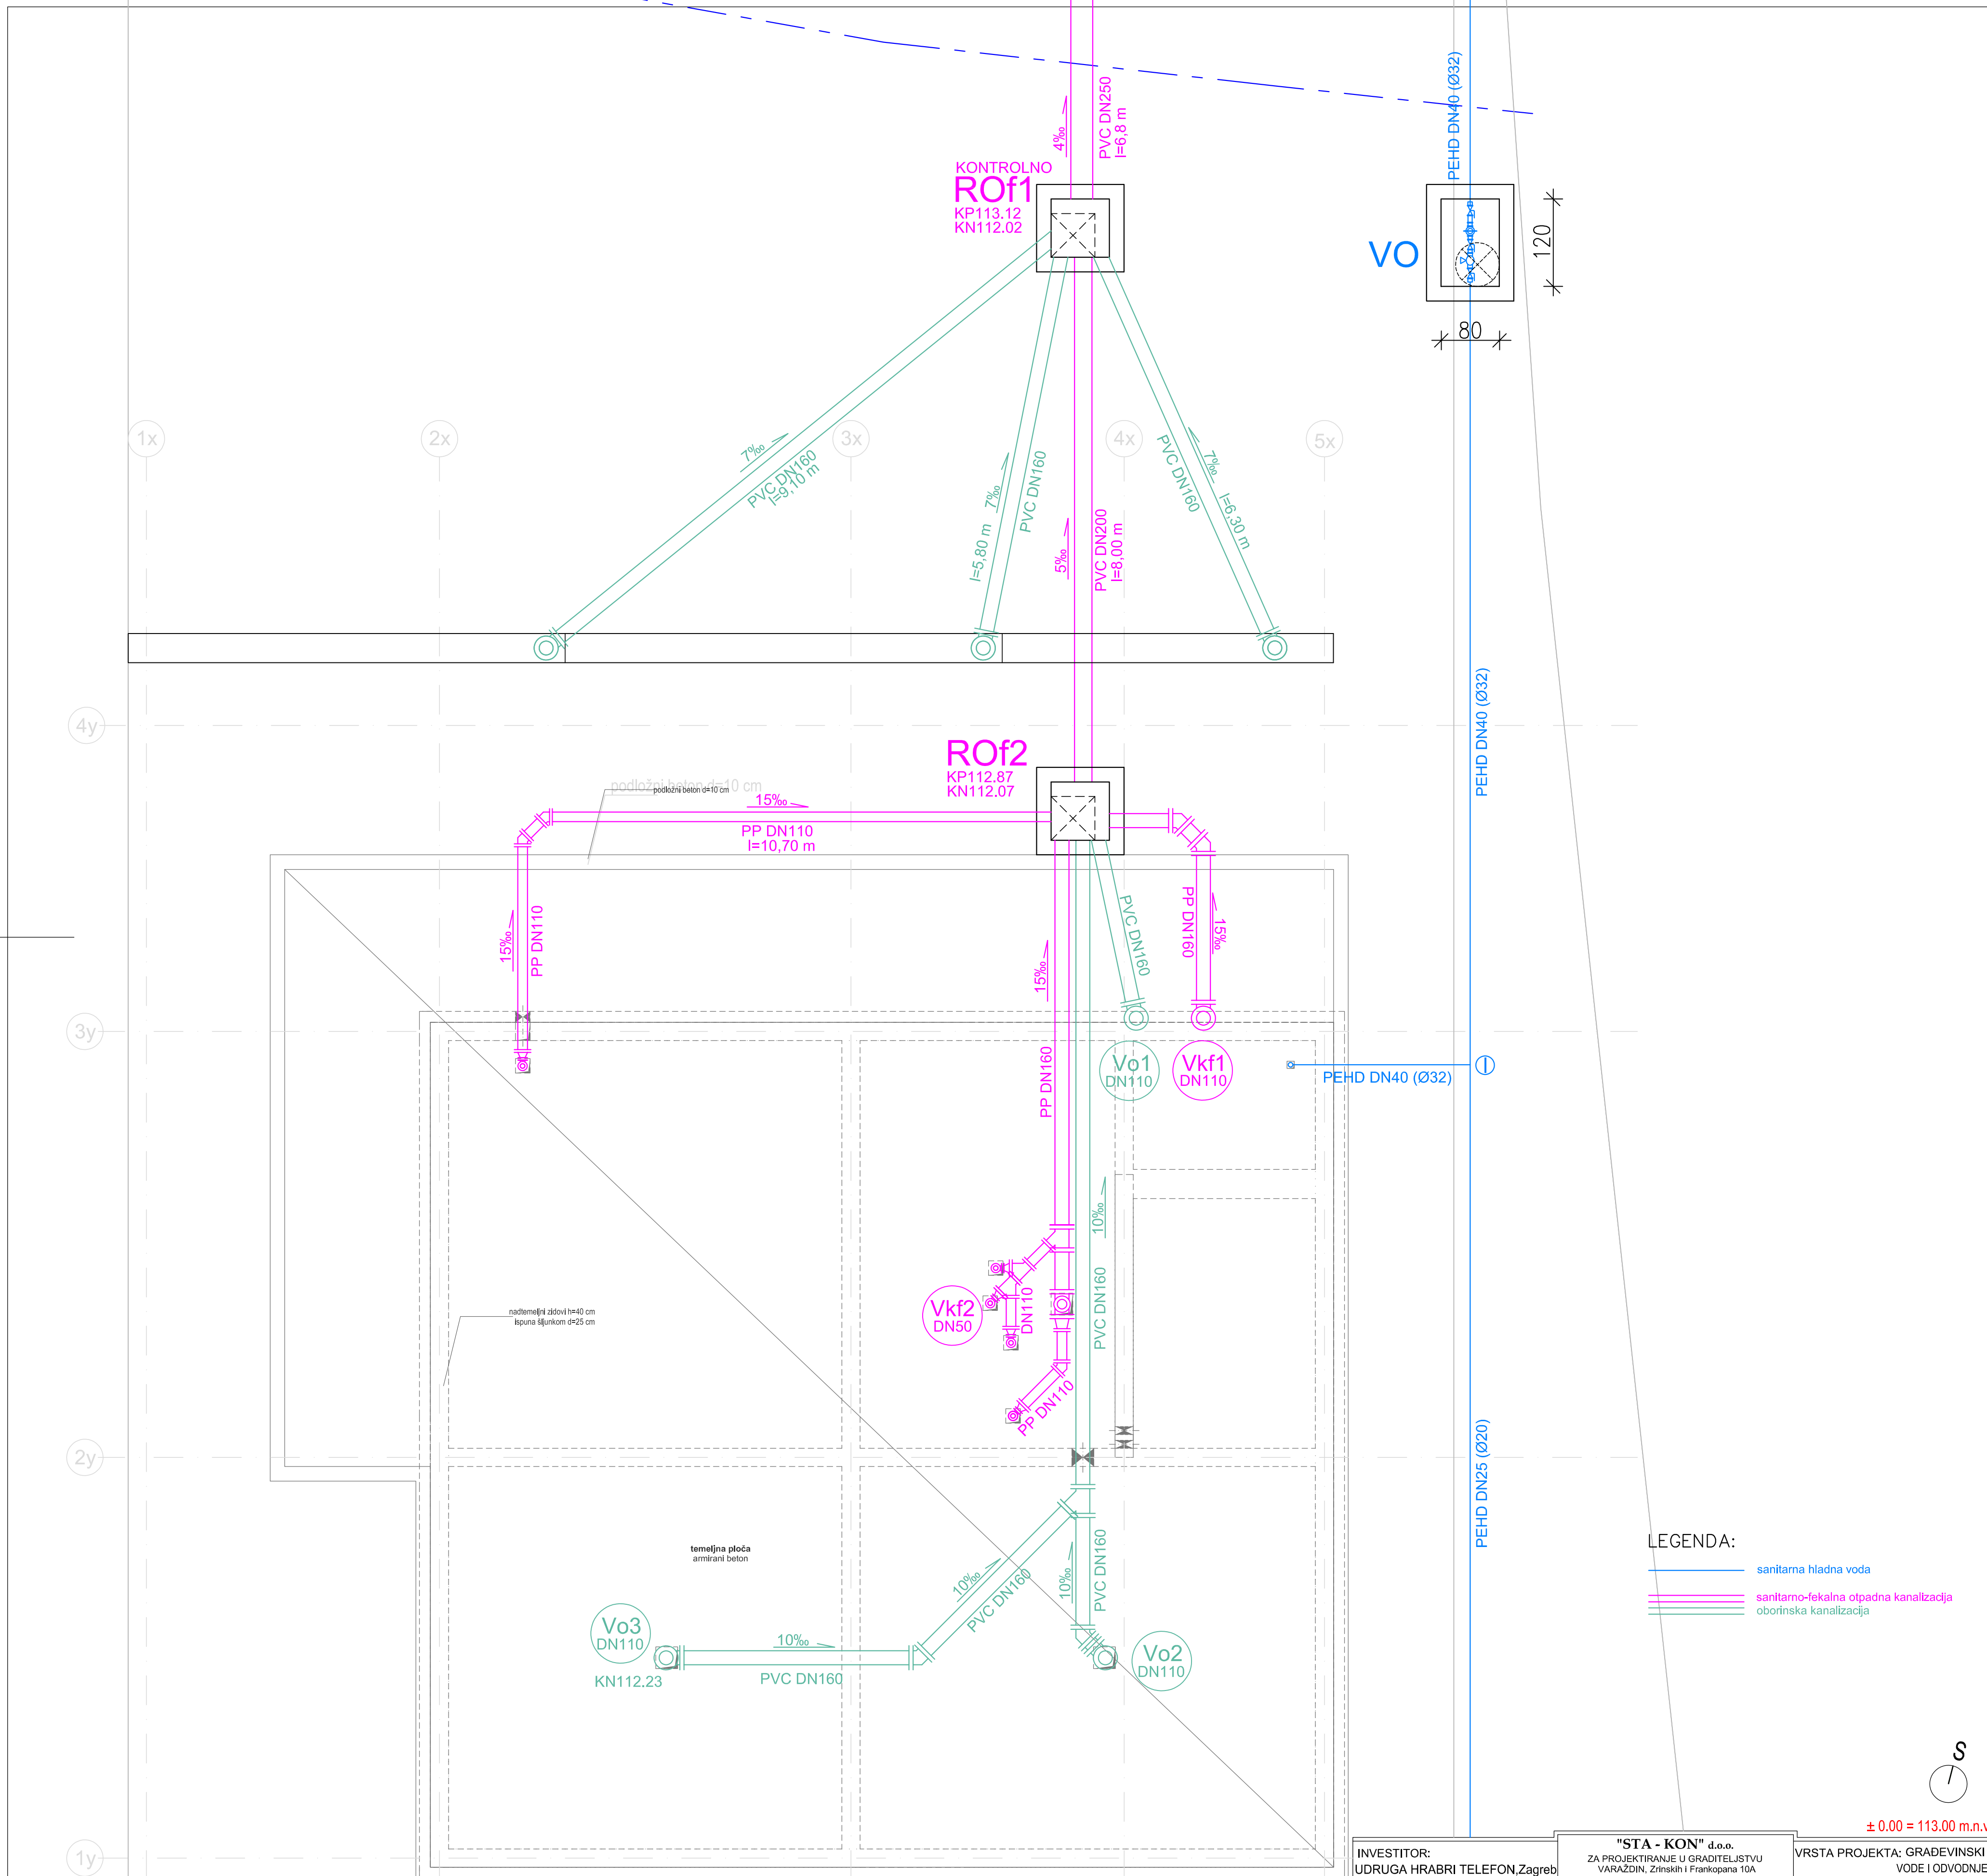 PEHD DN40 (Ø32)
PVC DN250
l=6,8 m
4‰
KONTROLNO
ROf1
KP113.12
KN112.02
VO
120
80
1x
2x
3x
4x
5x
7‰
PVC DN160
l=9,10 m
l=5,80 m
7‰
PVC DN160
5‰
PVC DN200
l=8,00 m
7‰
PVC DN160
l=6,30 m
PEHD DN40 (Ø32)
4y
ROf2
KP112.87
KN112.07
podložni beton d=10 cm
podložni beton d=10 cm
15‰
PP DN110
l=10,70 m
15‰
PP DN110
15‰
PP DN160
PVC DN160
PP DN160
15‰
3y
Vo1
DN110
Vkf1
DN110
PEHD DN40 (Ø32)
10‰
PVC DN160
Vkf2
DN50
DN110
PP DN110
nadtemeljni zidovi h=40 cm
ispuna šljunkom d=25 cm
2y
PEHD DN25 (Ø20)
temeljna ploča
armirani beton
10‰
PVC DN160
10‰
PVC DN160
Vo3
DN110
KN112.23
10‰
PVC DN160
Vo2
DN110
LEGENDA:
sanitarna hladna voda
sanitarno-fekalna otpadna kanalizacija
oborinska kanalizacija
S
± 0.00 = 113.00 m.n.v
1y
INVESTITOR:
UDRUGA HRABRI TELEFON,Zagreb
"STA - KON" d.o.o.
ZA PROJEKTIRANJE U GRADITELJSTVU
VARAŽDIN, Zrinskih i Frankopana 10A
VRSTA PROJEKTA: GRAĐEVINSKI
VODE I ODVODNJE